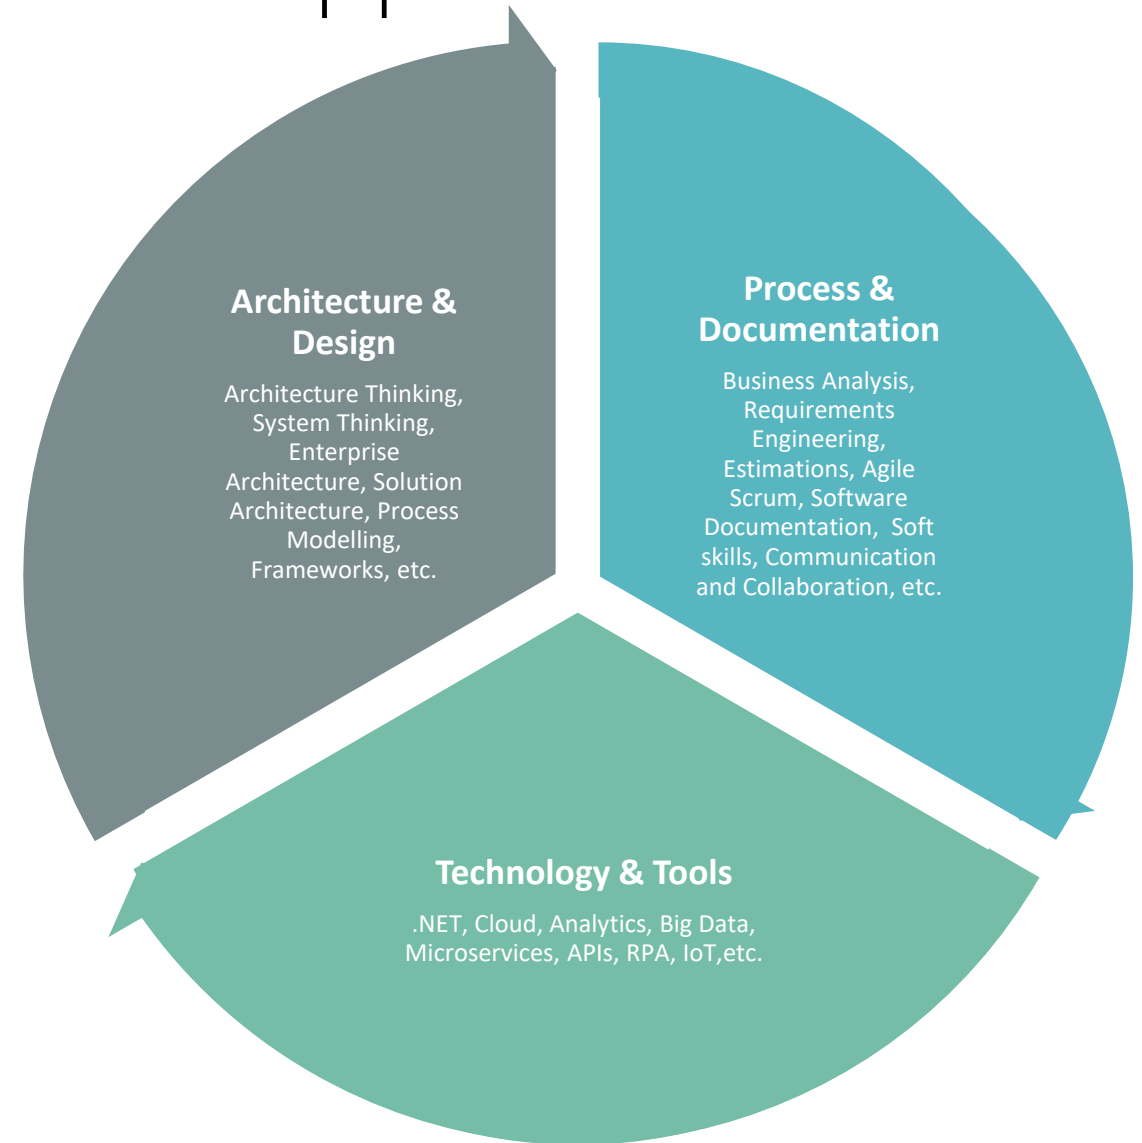 Architecture &
Design
Architecture Thinking,
System Thinking,
Enterprise
Architecture, Solution
Architecture, Process
Modelling,
Frameworks, etc.
Process &
Documentation
Business Analysis,
Requirements
Engineering,
Estimations, Agile
Scrum, Software
Documentation,  Soft
skills, Communication
and Collaboration, etc.
Technology & Tools
.NET, Cloud, Analytics, Big Data,
Microservices, APIs, RPA, IoT,etc.